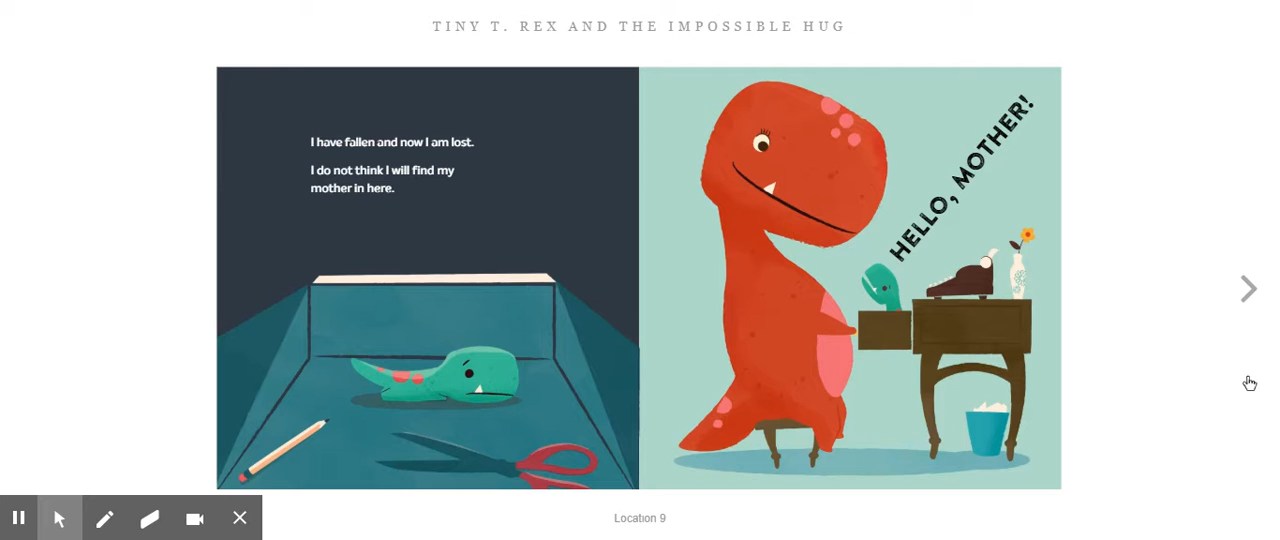 TINY T. REX AND THE IMPOSSIBLE HUG
I have fallen and now I am lost.
I do not think I will find my
mother in here.
HELLO, MOTHER!
Location 9